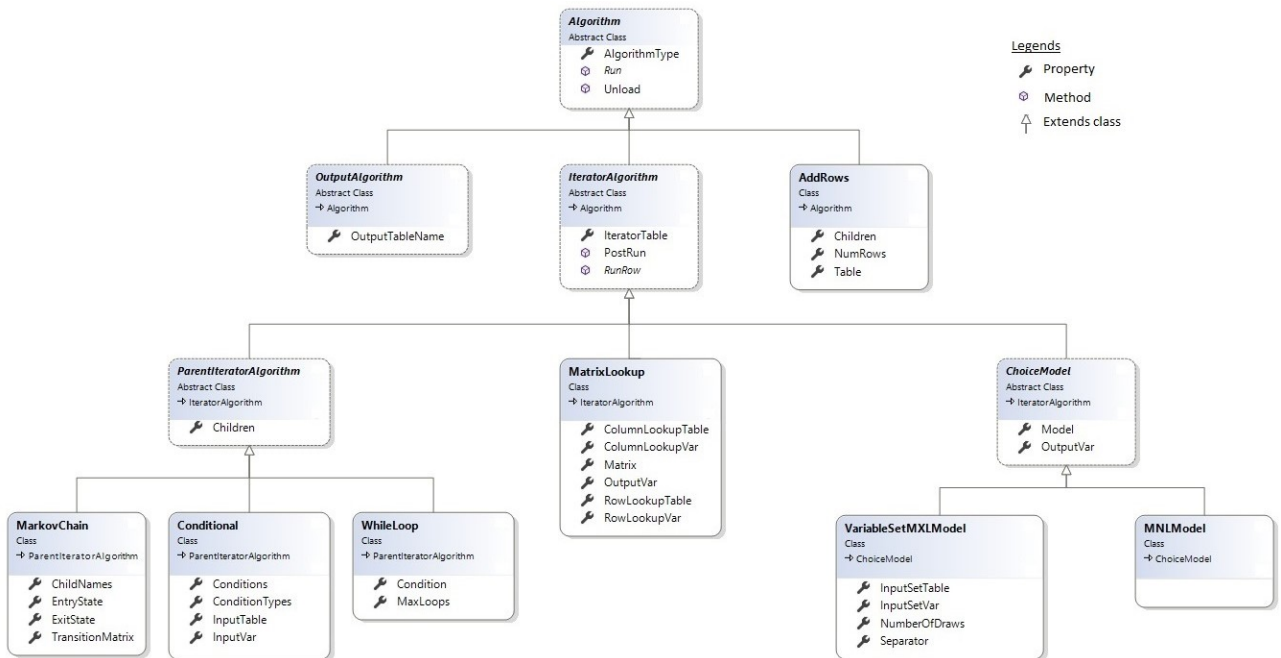 Algorithm
Abstract Class
AlgorithmType
Run
Unload
Legends
Property
Method
Extends class
OutputAlgorithm
Abstract Class
Algorithm
OutputTableName
IteratorAlgorithm
Abstract Class
Algorithm
IteratorTable
PostRun
RunRow
AddRows
Class
Algorithm
Children
NumRows
Table
ParentIteratorAlgorithm
Abstract Class
IteratorAlgorithm
Children
MatrixLookup
Class
IteratorAlgorithm
ColumnLookupTable
ColumnLookupVar
Matrix
OutputVar
RowLookupTable
RowLookupVar
ChoiceModel
Abstract Class
IteratorAlgorithm
Model
OutputVar
MarkovChain
Class
ParentIteratorAlgorithm
ChildNames
EntryState
ExitState
TransitionMatrix
Conditional
Class
ParentIteratorAlgorithm
Conditions
ConditionTypes
InputTable
InputVar
WhileLoop
Class
ParentIteratorAlgorithm
Condition
MaxLoops
VariableSetMXLModel
Class
ChoiceModel
InputSetTable
InputSetVar
NumberOfDraws
Separator
MNLModel
Class
ChoiceModel